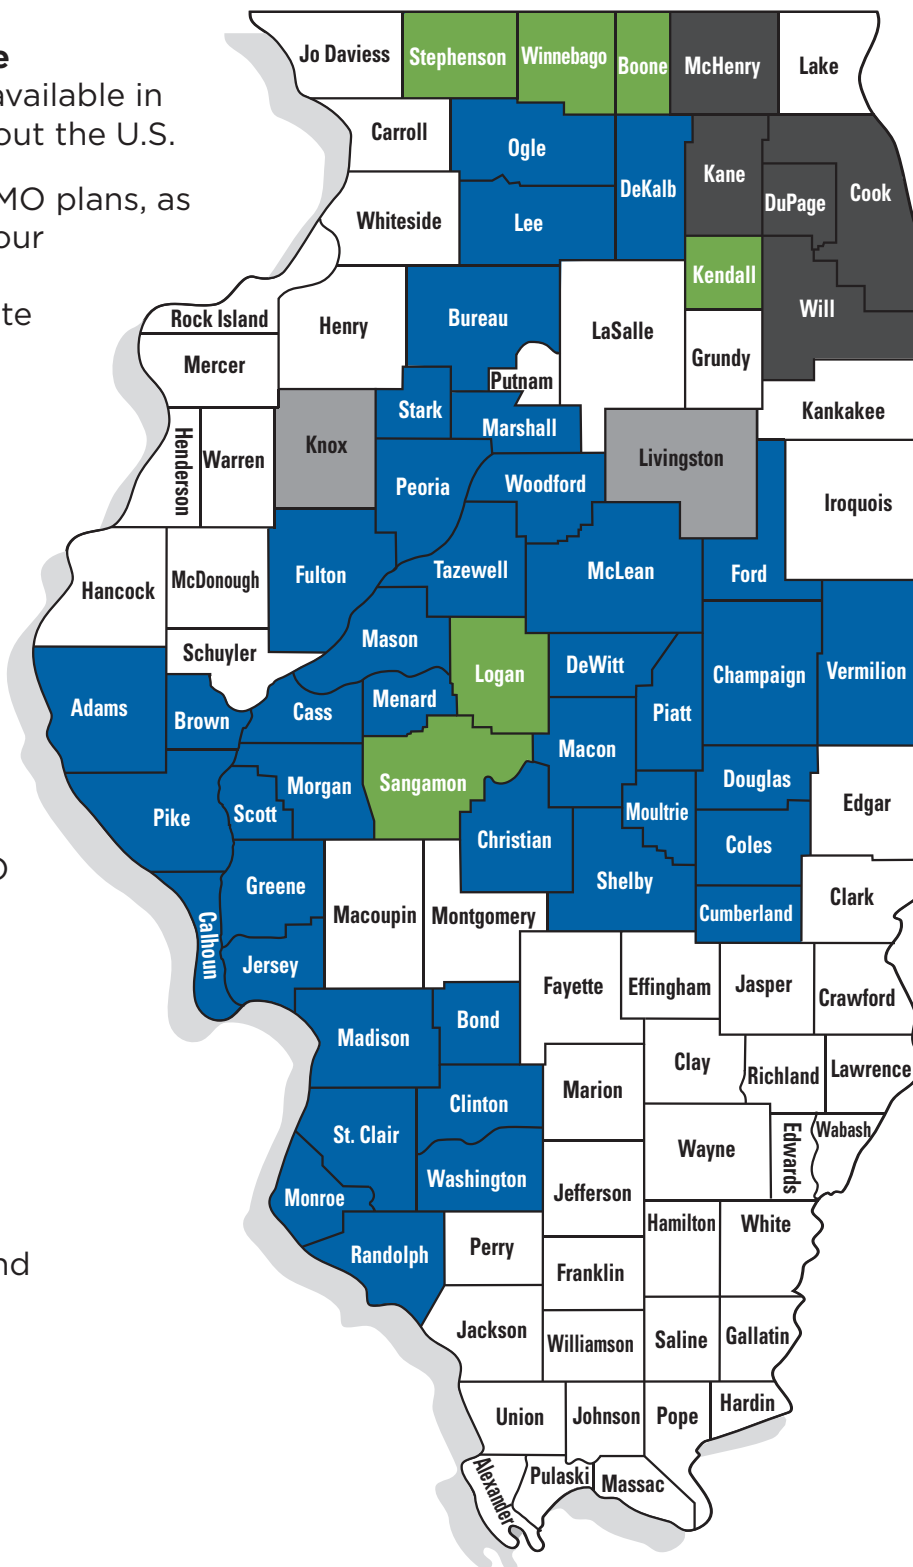 e
available in
out the U.S.
MO plans, as
our
te
O
nd
Jo Daviess
Stephenson
Winnebago
Boone
McHenry
Lake
Carroll
Ogle
DeKalb
Kane
DuPage
Cook
Whiteside
Lee
Kendall
Will
Rock Island
Henry
Bureau
LaSalle
Grundy
Mercer
Putnam
Kankakee
Stark
Marshall
Henderson
Warren
Knox
Livingston
Peoria
Woodford
Iroquois
Hancock
McDonough
Fulton
Tazewell
McLean
Ford
Schuyler
Mason
Logan
DeWitt
Champaign
Vermilion
Adams
Brown
Cass
Menard
Piatt
Macon
Pike
Scott
Morgan
Sangamon
Christian
Moultrie
Douglas
Edgar
Coles
Greene
Shelby
Clark
Calhoun
Macoupin
Montgomery
Cumberland
Jersey
Fayette
Effingham
Jasper
Crawford
Madison
Bond
Clay
Richland
Lawrence
Marion
Clinton
St. Clair
Wayne
Edwards
Wabash
Washington
Jefferson
Monroe
Hamilton
White
Randolph
Perry
Franklin
Jackson
Williamson
Saline
Gallatin
Union
Johnson
Pope
Hardin
Alexander
Pulaski
Massac